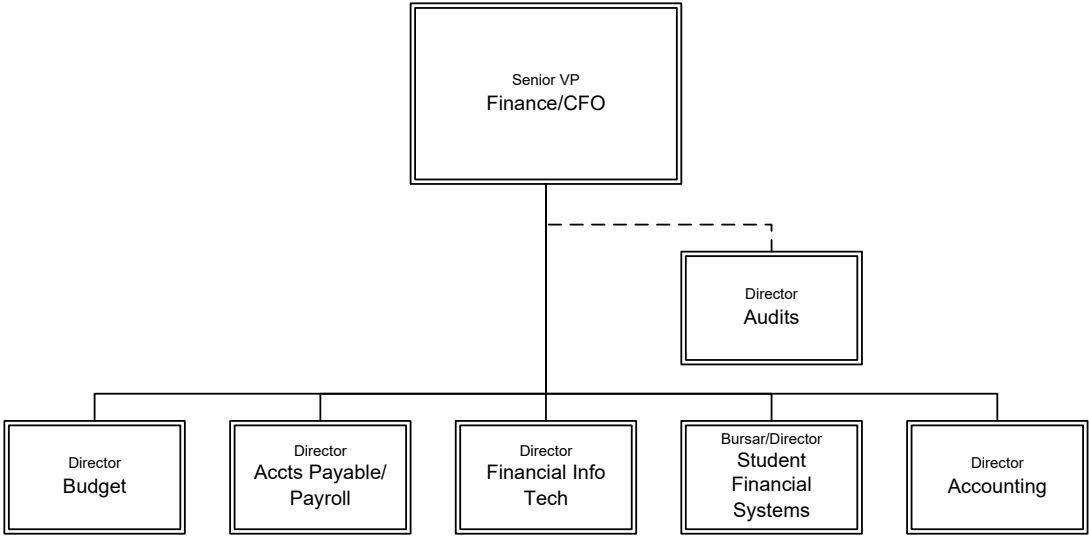 Senior VP
Finance/CFO
Director
Audits
Director
Budget
Director
Accts Payable/
Payroll
Director
Financial Info
Tech
Bursar/Director
Student
Financial
Systems
Director
Accounting